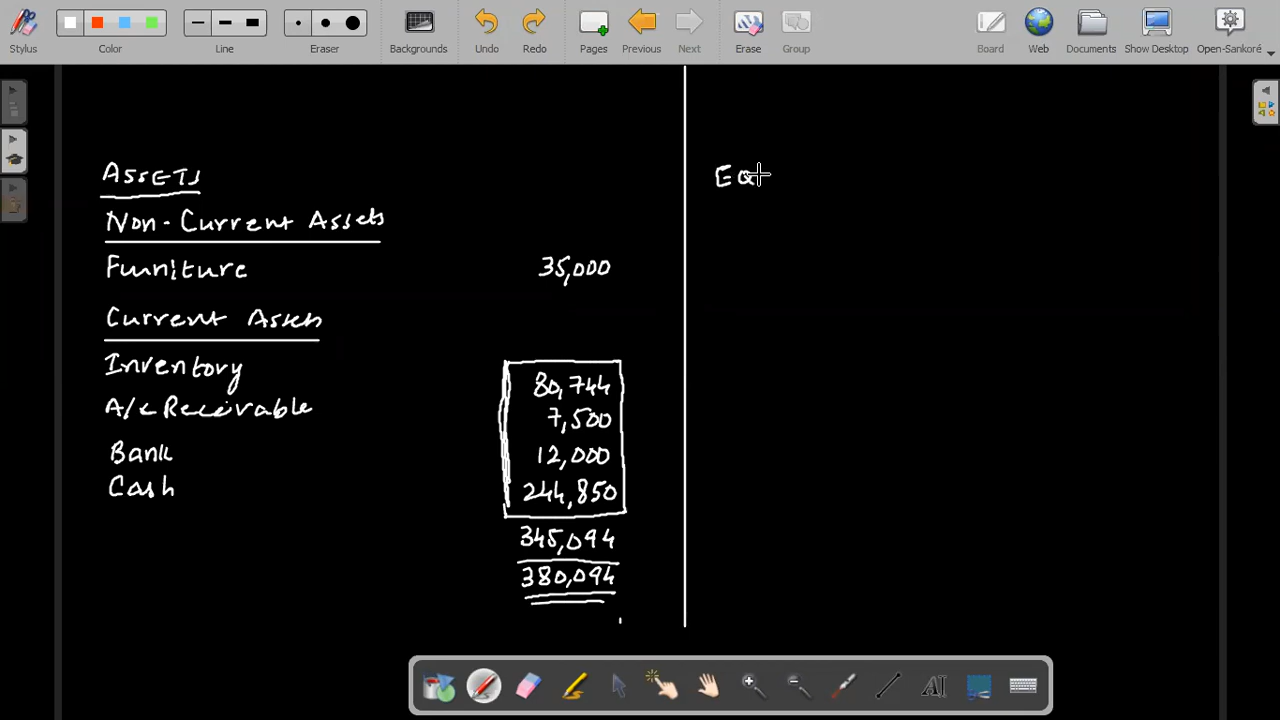 Stylus
Color
Line
Eraser
Backgrounds
Undo
Redo
Pages
Previous
Next
Erase
Group
Board
Web
Documents
Show Desktop
Open-Sankoré
ASSETS
Non-Current Assets
Furniture 35,000
Current Assets
Inventory 80,744
A/c Receivable 7,500
Bank 12,000
Cash 244,850
345,094
380,094
EQ